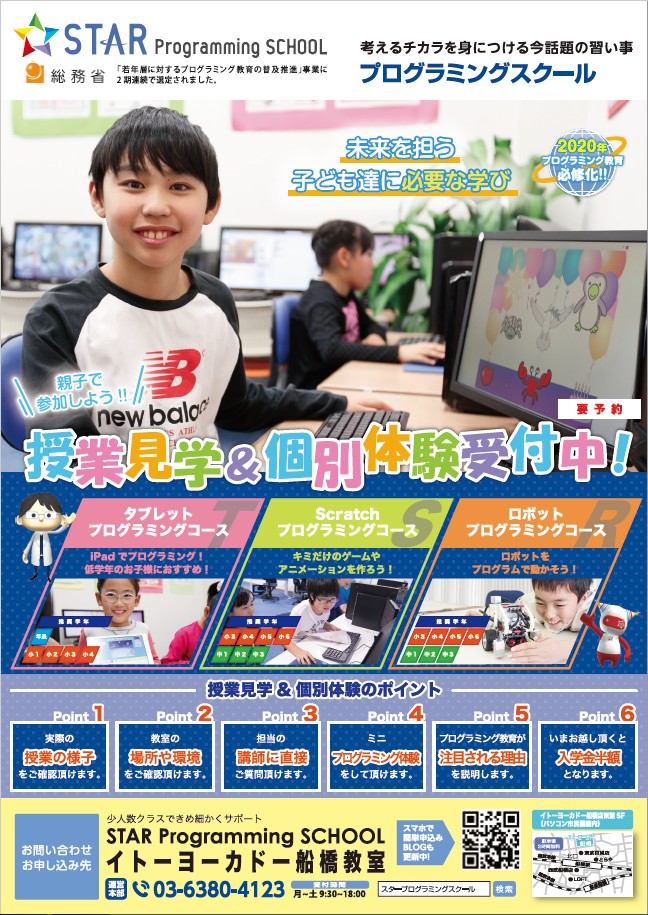 STAR Programming SCHOOL
総務省
「若年層に対するプログラミング教育の普及推進」事業に
2期連続で選定されました。
考えるチカラを身につける今話題の習い事
プログラミングスクール
未来を担う
子ども達に必要な学び
2020年
プログラミング教育
必修化!!
new balance
親子で
参加しよう!!
要予約
授業見学&個別体験受付中!
タブレット
プログラミングコース
iPadでプログラミング!
低学年のお子様におすすめ!
推奨学年
年長
小1 小2 小3 小4
Scratch
プログラミングコース
キミだけのゲームや
アニメーションを作ろう!
推奨学年
小3 小4 小5 小6
中1 中2 中3
ロボット
プログラミングコース
ロボットを
プログラムで動かそう!
推奨学年
小3 小4 小5 小6
中1 中2 中3
T S R
授業見学 & 個別体験のポイント
Point 1
実際の
授業の様子
をご確認頂けます。
Point 2
教室の
場所や環境
をご確認頂けます。
Point 3
担当の
講師に直接
ご質問頂けます。
Point 4
ミニ
プログラミング体験
をして頂けます。
Point 5
プログラミング教育が
注目される理由
を説明します。
Point 6
いまお越し頂くと
入学金半額
となります。
お問い合わせ
お申し込み先
少人数クラスできめ細かくサポート
STAR Programming SCHOOL
イトーヨーカドー船橋教室
運営本部 03-6380-4123
受付時間
月~土 9:30~18:00
スマホで
簡単申込み
BLOGも
更新中!
スタープログラミングスクール 検索
イトーヨーカドー船橋店東館 5F
(パソコン市民講座内)
LOFT